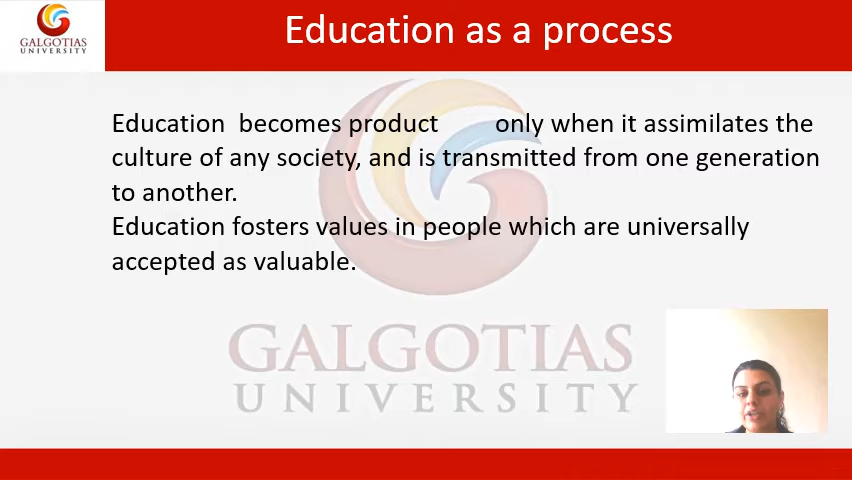 GALGOTIAS
UNIVERSITY
Education as a process
Education becomes product only when it assimilates the
culture of any society, and is transmitted from one generation
to another.
Education fosters values in people which are universally
accepted as valuable.
GALGOTIAS
UNIVERSITY